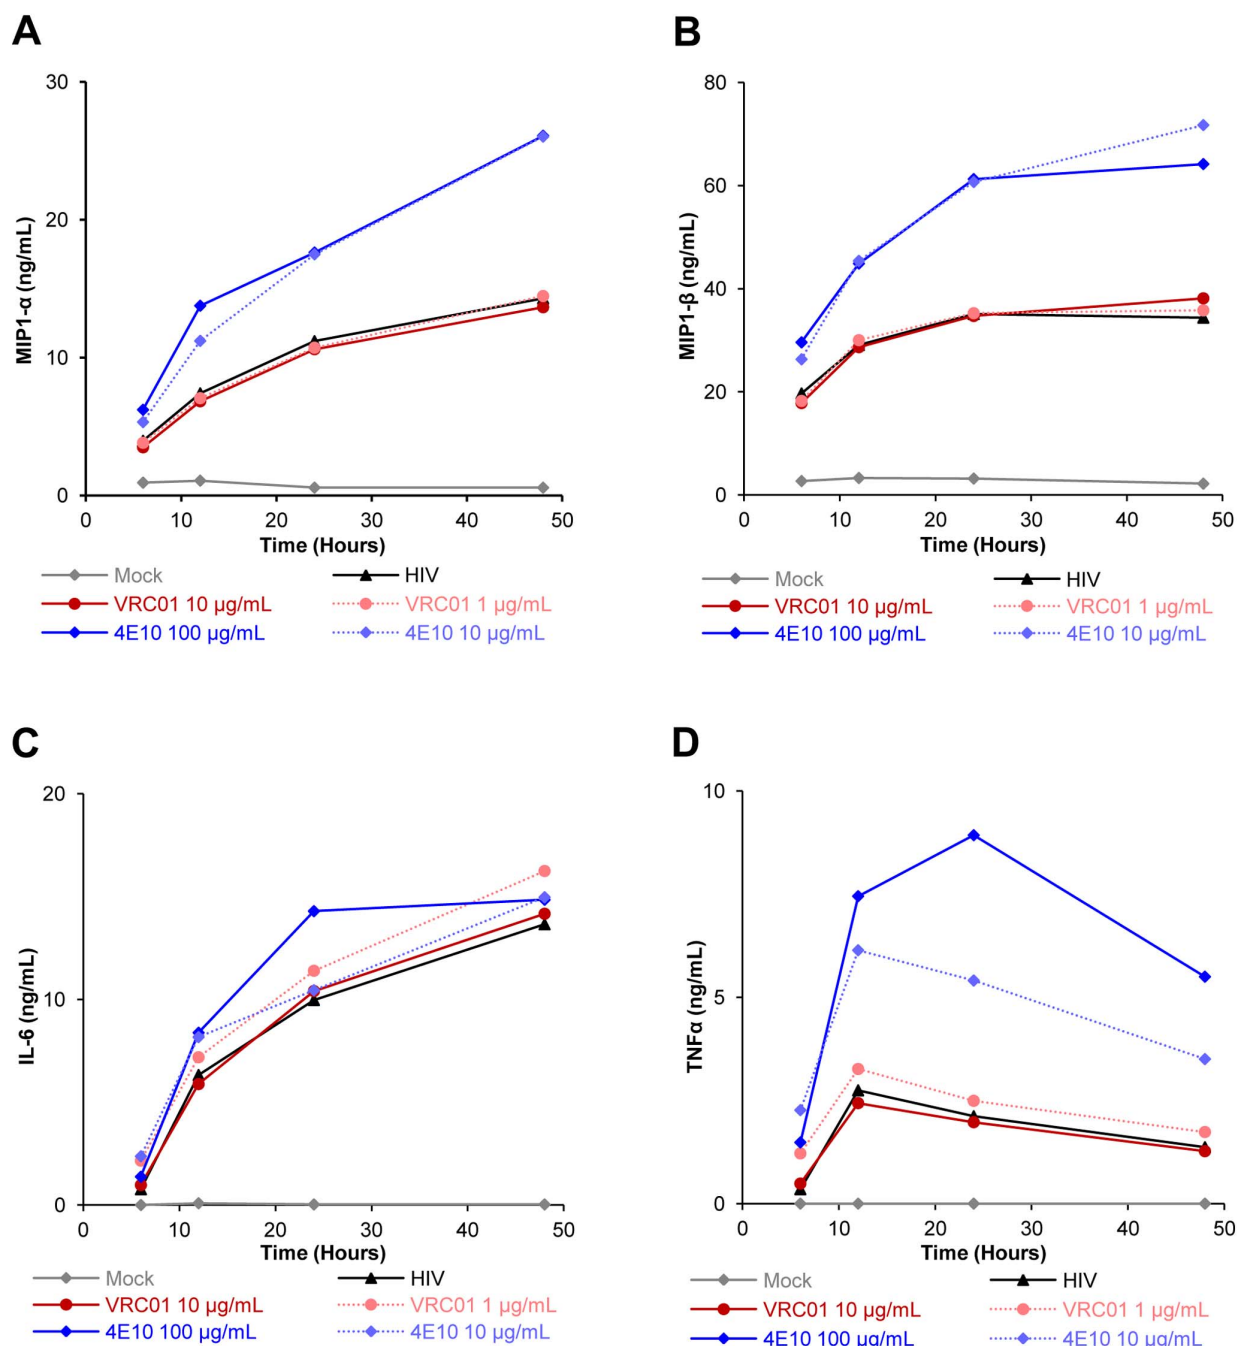 A
B
30
20
10
0
MIP1-α (ng/mL)
0 10 20 30 40 50
Time (Hours)
Mock HIV
VRC01 10 µg/mL VRC01 1 µg/mL
4E10 100 µg/mL 4E10 10 µg/mL
80
60
40
20
0
MIP1-β (ng/mL)
0 10 20 30 40 50
Time (Hours)
Mock HIV
VRC01 10 µg/mL VRC01 1 µg/mL
4E10 100 µg/mL 4E10 10 µg/mL
C
D
20
10
0
IL-6 (ng/mL)
0 10 20 30 40 50
Time (Hours)
Mock HIV
VRC01 10 µg/mL VRC01 1 µg/mL
4E10 100 µg/mL 4E10 10 µg/mL
10
5
0
TNFα (ng/mL)
0 10 20 30 40 50
Time (Hours)
Mock HIV
VRC01 10 µg/mL VRC01 1 µg/mL
4E10 100 µg/mL 4E10 10 µg/mL